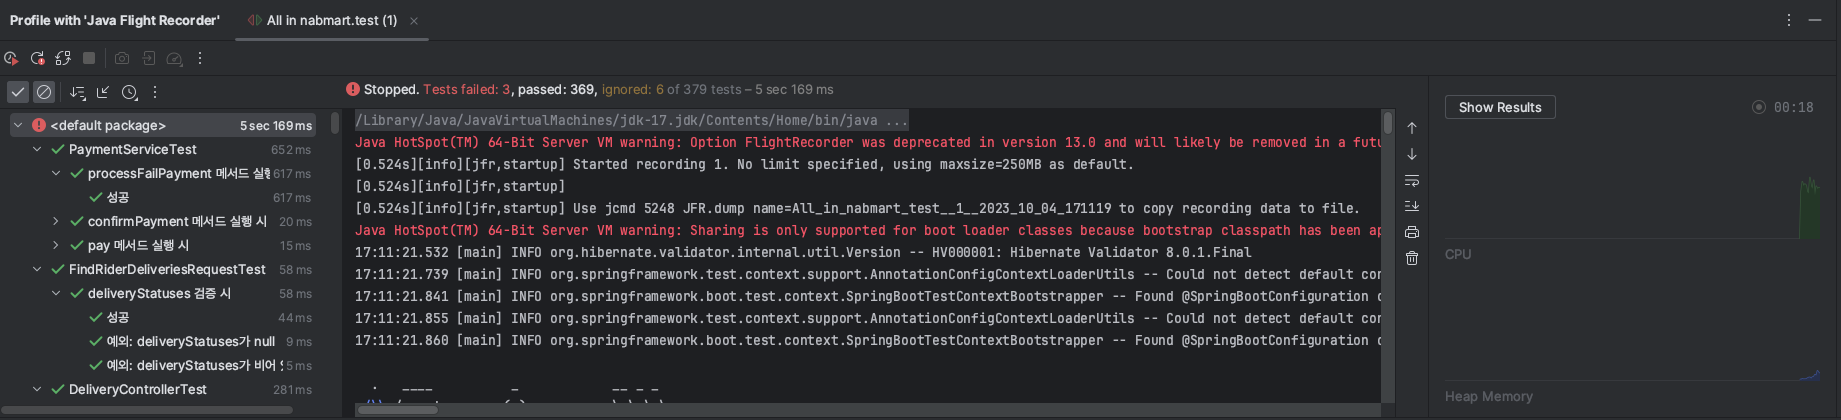 Profile with 'Java Flight Recorder'
All in nabmart.test (1)
Stopped. Tests failed: 3, passed: 369, ignored: 6 of 379 tests – 5 sec 169 ms
<default package> 5 sec 169 ms
PaymentServiceTest 652 ms
processFailPayment 메서드 실행 617 ms
성공 617 ms
confirmPayment 메서드 실행 시 20 ms
pay 메서드 실행 시 15 ms
FindRiderDeliveriesRequestTest 58 ms
deliveryStatuses 검증 시 58 ms
성공 44 ms
예외: deliveryStatuses가 null 9 ms
예외: deliveryStatuses가 비어 5 ms
DeliveryControllerTest 281 ms
/Library/Java/JavaVirtualMachines/jdk-17.jdk/Contents/Home/bin/java ...
Java HotSpot(TM) 64-Bit Server VM warning: Option FlightRecorder was deprecated in version 13.0 and will likely be removed in a futu
[0.524s][info][jfr,startup] Started recording 1. No limit specified, using maxsize=250MB as default.
[0.524s][info][jfr,startup]
[0.524s][info][jfr,startup] Use jcmd 5248 JFR.dump name=All_in_nabmart_test__1__2023_10_04_171119 to copy recording data to file.
Java HotSpot(TM) 64-Bit Server VM warning: Sharing is only supported for boot loader classes because bootstrap classpath has been ap
17:11:21.532 [main] INFO org.hibernate.validator.internal.util.Version -- HV000001: Hibernate Validator 8.0.1.Final
17:11:21.739 [main] INFO org.springframework.test.context.support.AnnotationConfigContextLoaderUtils -- Could not detect default con
17:11:21.841 [main] INFO org.springframework.boot.test.context.SpringBootTestContextBootstrapper -- Found @SpringBootConfiguration
17:11:21.855 [main] INFO org.springframework.test.context.support.AnnotationConfigContextLoaderUtils -- Could not detect default con
17:11:21.860 [main] INFO org.springframework.boot.test.context.SpringBootTestContextBootstrapper -- Found @SpringBootConfiguration
Show Results
00:18
CPU
Heap Memory